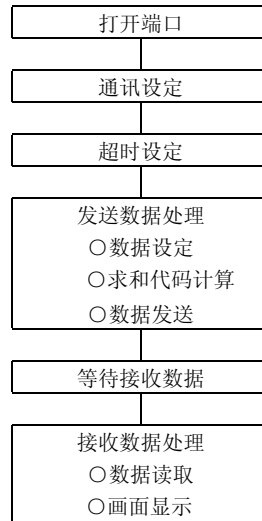 打开端口
通讯设定
超时设定
发送数据处理
○数据设定
○求和代码计算
○数据发送
等待接收数据
接收数据处理
○数据读取
○画面显示